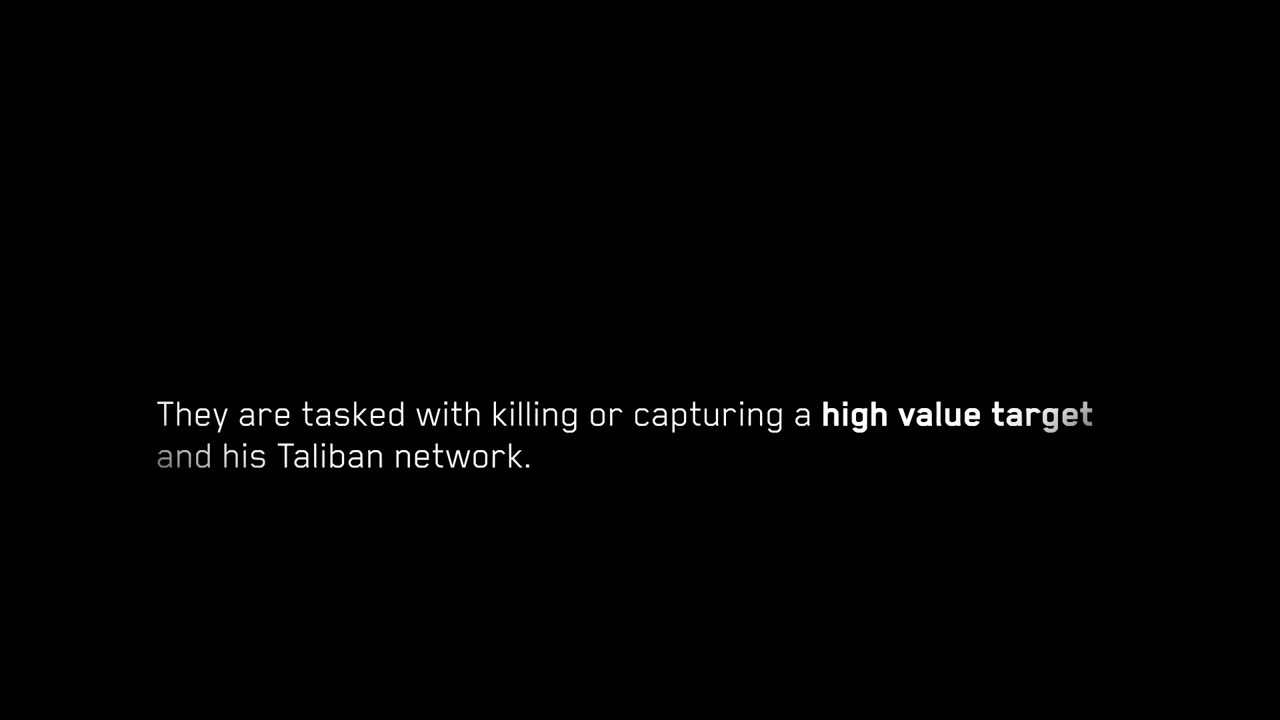 They are tasked with killing or capturing a high value target
and his Taliban network.